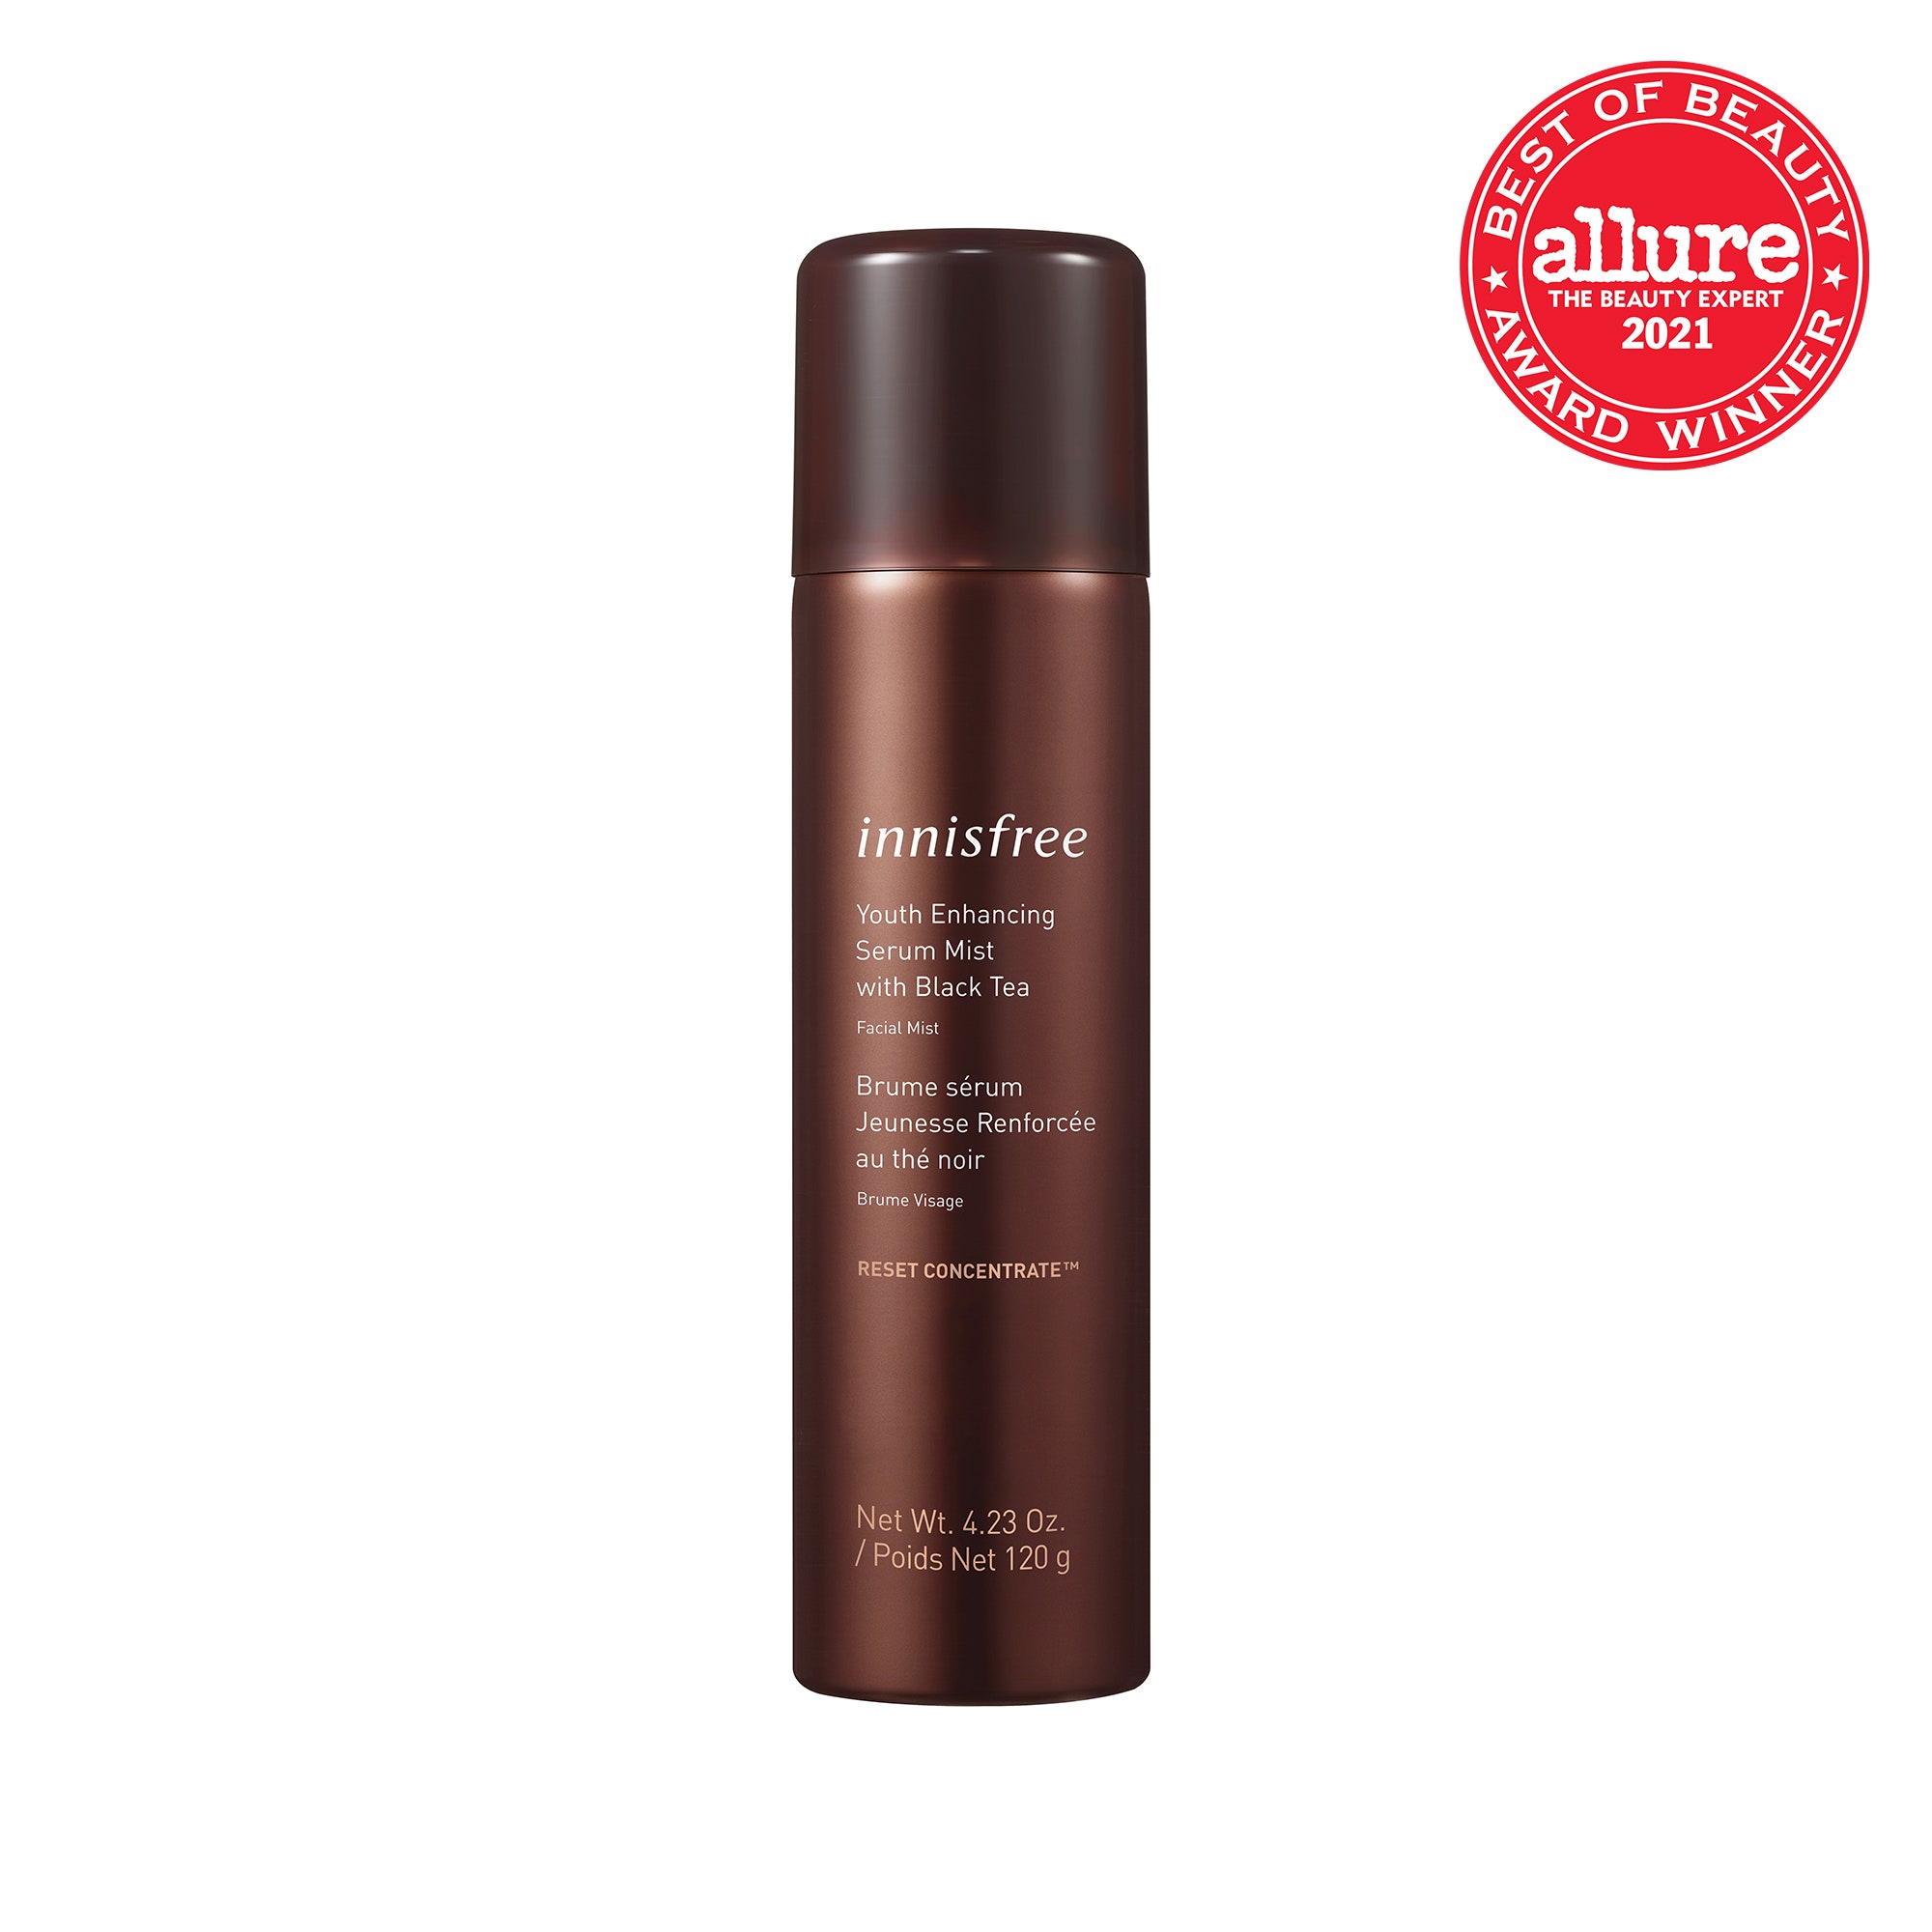 BEST OF BEAUTY
allure
THE BEAUTY EXPERT
2021
AWARD WINNER
innisfree
Youth Enhancing
Serum Mist
with Black Tea
Facial Mist
Brume sérum
Jeunesse Renforcée
au thé noir
Brume Visage
RESET CONCENTRATE™
Net Wt. 4.23 Oz.
/ Poids Net 120 g